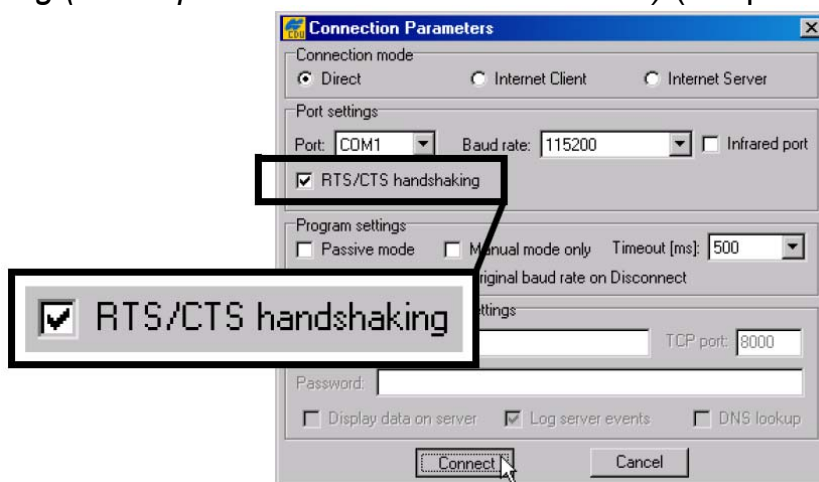 CDU Connection Parameters
Connection mode
Direct Internet Client Internet Server
Port settings
Port: COM1 Baud rate: 115200 Infrared port
RTS/CTS handshaking
Program settings
Passive mode Manual mode only Timeout [ms]: 500
original baud rate on Disconnect
RTS/CTS handshaking
TCP port: 8000
Password:
Display data on server Log server events DNS lookup
Connect Cancel